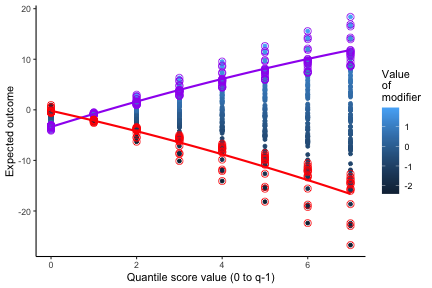 20
10
0
-10
-20
Expected outcome
0
2
4
6
Quantile score value (0 to q-1)
Value
of
modifier
1
0
-1
-2